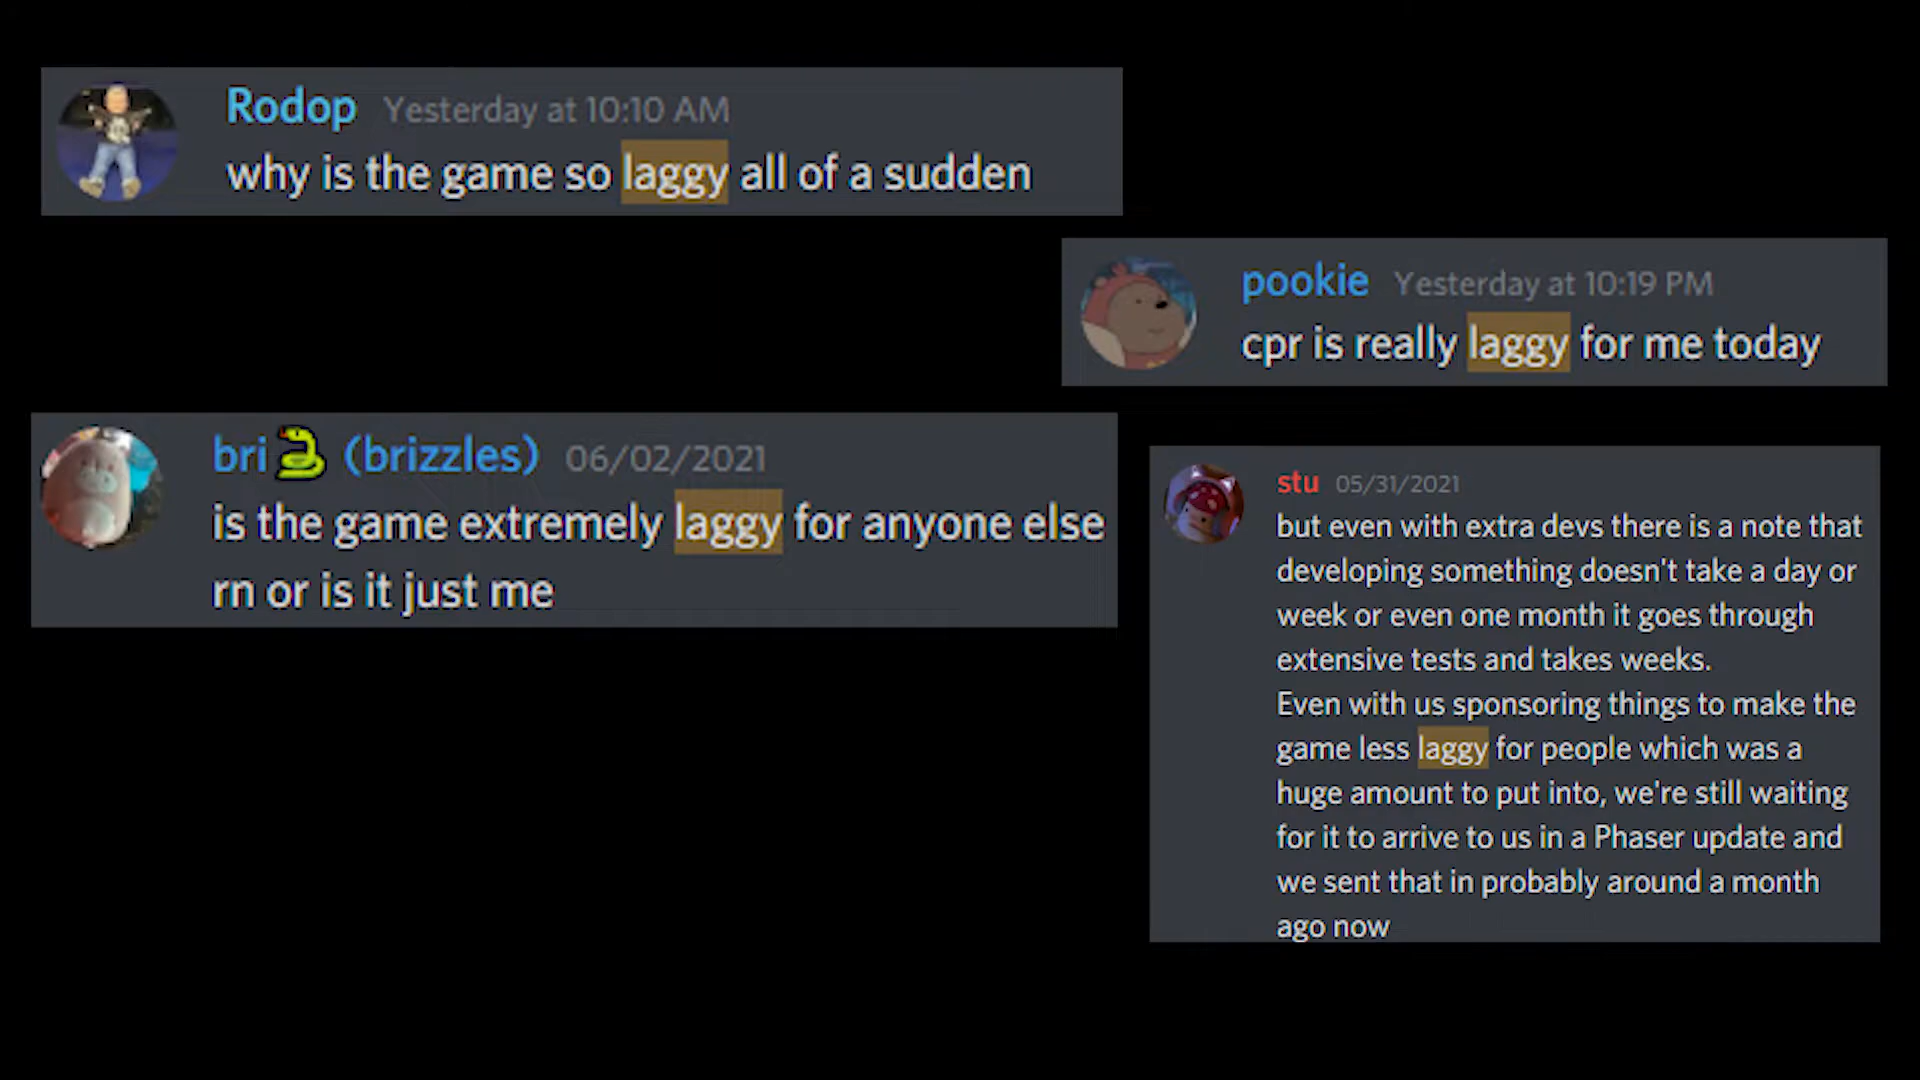 Rodop Yesterday at 10:10 AM
why is the game so laggy all of a sudden
pookie Yesterday at 10:19 PM
cpr is really laggy for me today
bri🐍 (brizzles) 06/02/2021
is the game extremely laggy for anyone else
rn or is it just me
stu 05/31/2021
but even with extra devs there is a note that
developing something doesn't take a day or
week or even one month it goes through
extensive tests and takes weeks.
Even with us sponsoring things to make the
game less laggy for people which was a
huge amount to put into, we're still waiting
for it to arrive to us in a Phaser update and
we sent that in probably around a month
ago now